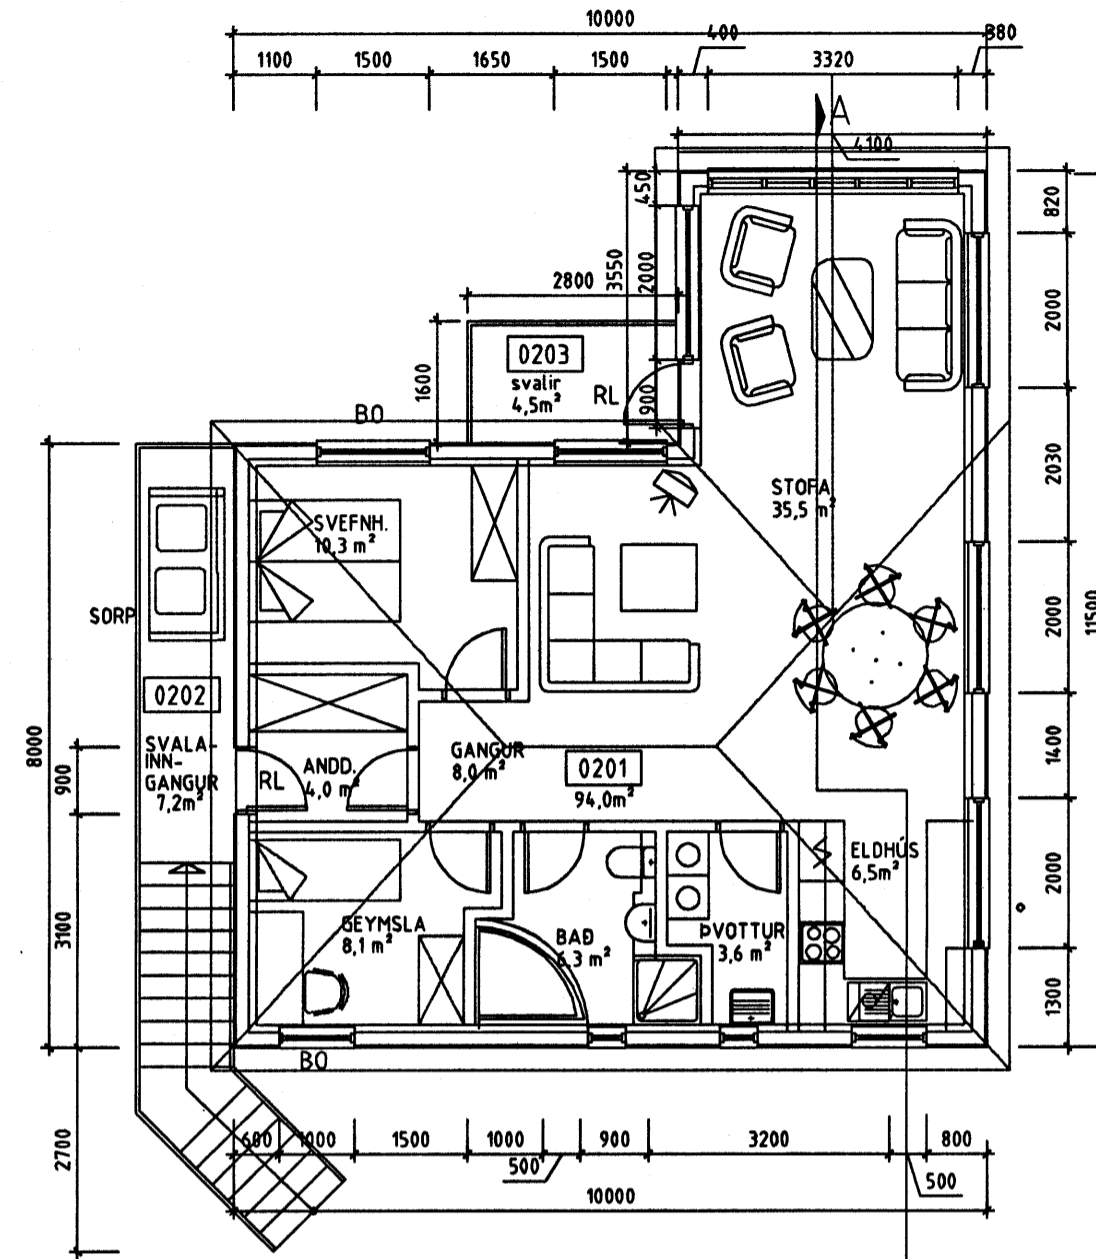 10000
400
880
1100
1500
1650
1500
3320
A
4100
450
820
3550
2000
2800
2000
0203
svalir
4,5m²
RL
1600
900
BO
2030
STOFA
35,5 m²
SVEFNH.
10,3 m²
SORP
2000
11500
0202
SVALA-
INN-
GANGUR
7,2m²
8000
900
RL
ANDD.
4,0 m²
GANGUR
8,0 m²
0201
94,0m²
1400
ELDHÚS
6,5m²
2000
3100
GEYMSLA
8,1 m²
BAÐ
6,3 m²
ÞVOTTUR
3,6 m²
1300
BO
2700
600
1000
1500
1000
900
3200
800
500
500
10000